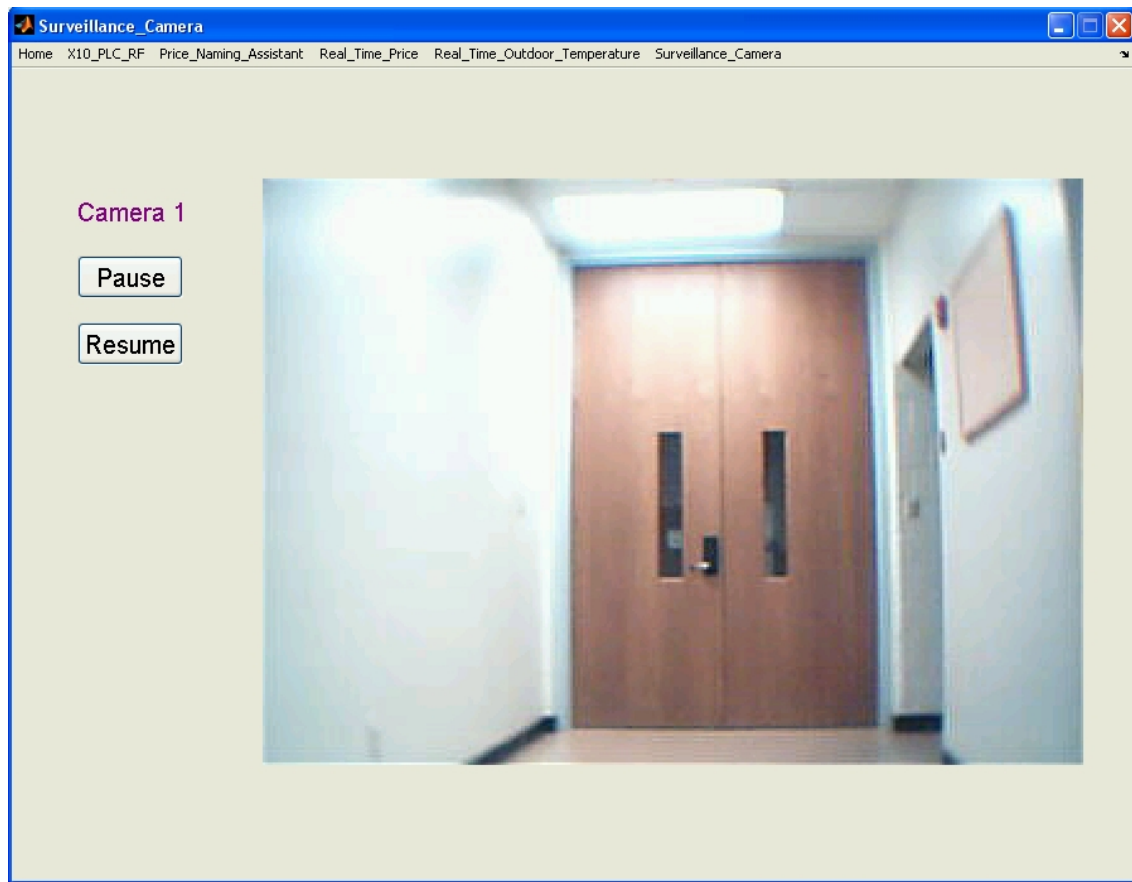 Surveillance_Camera
Home X10_PLC_RF Price_Naming_Assistant Real_Time_Price Real_Time_Outdoor_Temperature Surveillance_Camera
Camera 1
Pause
Resume